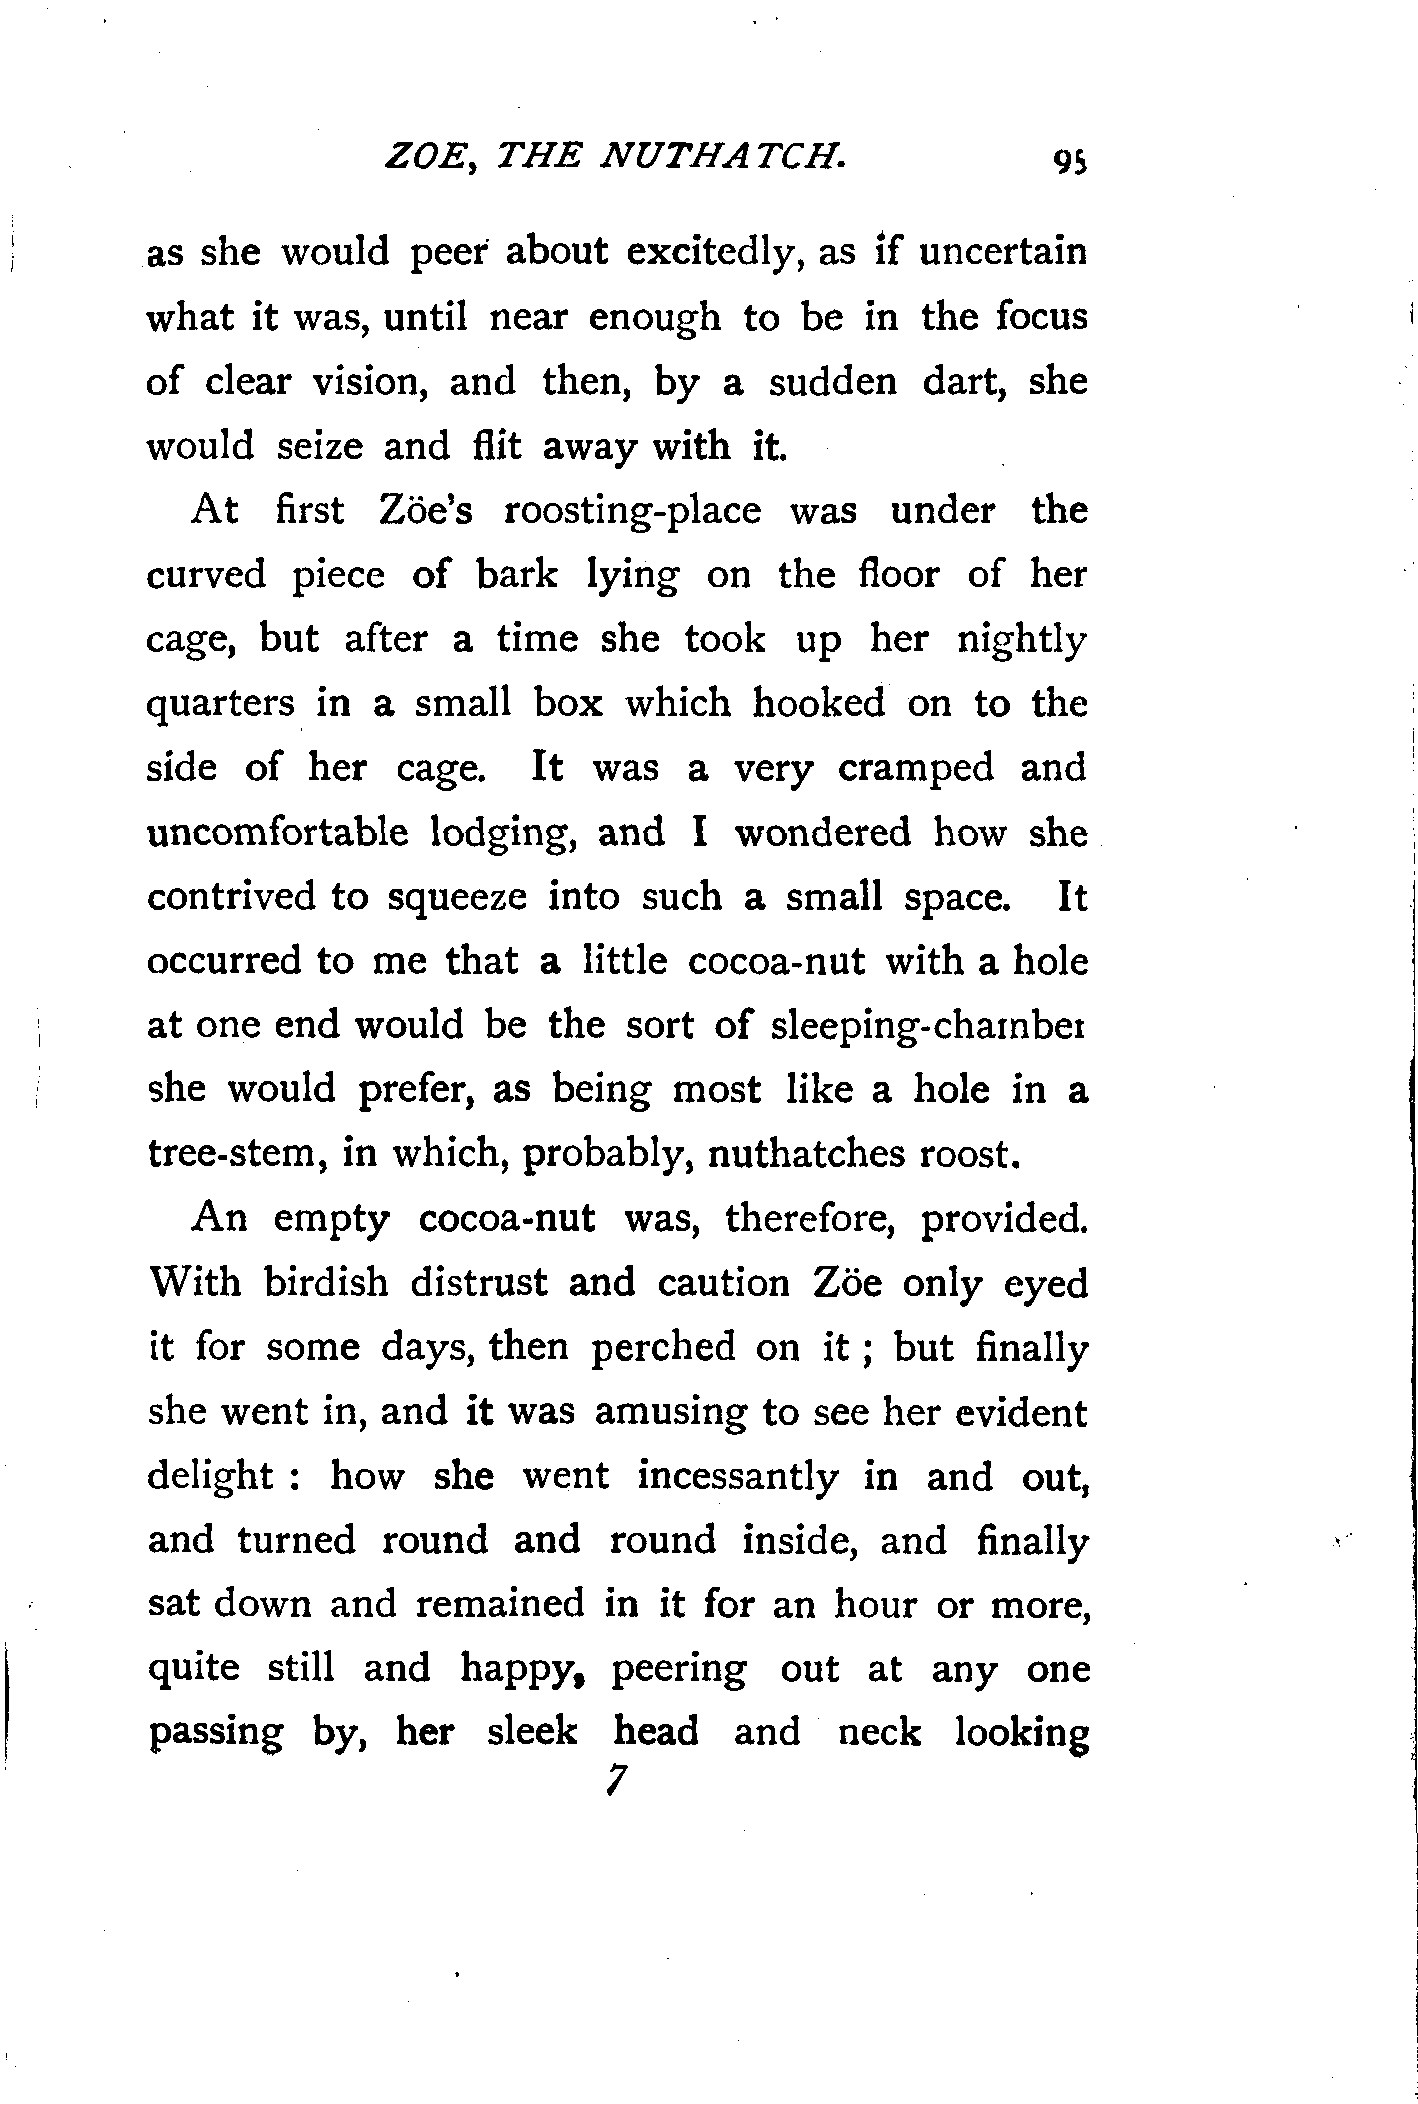 ZOE, THE NUTHATCH. 95
as she would peer about excitedly, as if uncertain
what it was, until near enough to be in the focus
of clear vision, and then, by a sudden dart, she
would seize and flit away with it.
At first Zöe's roosting-place was under the
curved piece of bark lying on the floor of her
cage, but after a time she took up her nightly
quarters in a small box which hooked on to the
side of her cage. It was a very cramped and
uncomfortable lodging, and I wondered how she
contrived to squeeze into such a small space. It
occurred to me that a little cocoa-nut with a hole
at one end would be the sort of sleeping-chamber
she would prefer, as being most like a hole in a
tree-stem, in which, probably, nuthatches roost.
An empty cocoa-nut was, therefore, provided.
With birdish distrust and caution Zöe only eyed
it for some days, then perched on it ; but finally
she went in, and it was amusing to see her evident
delight : how she went incessantly in and out,
and turned round and round inside, and finally
sat down and remained in it for an hour or more,
quite still and happy, peering out at any one
passing by, her sleek head and neck looking
7